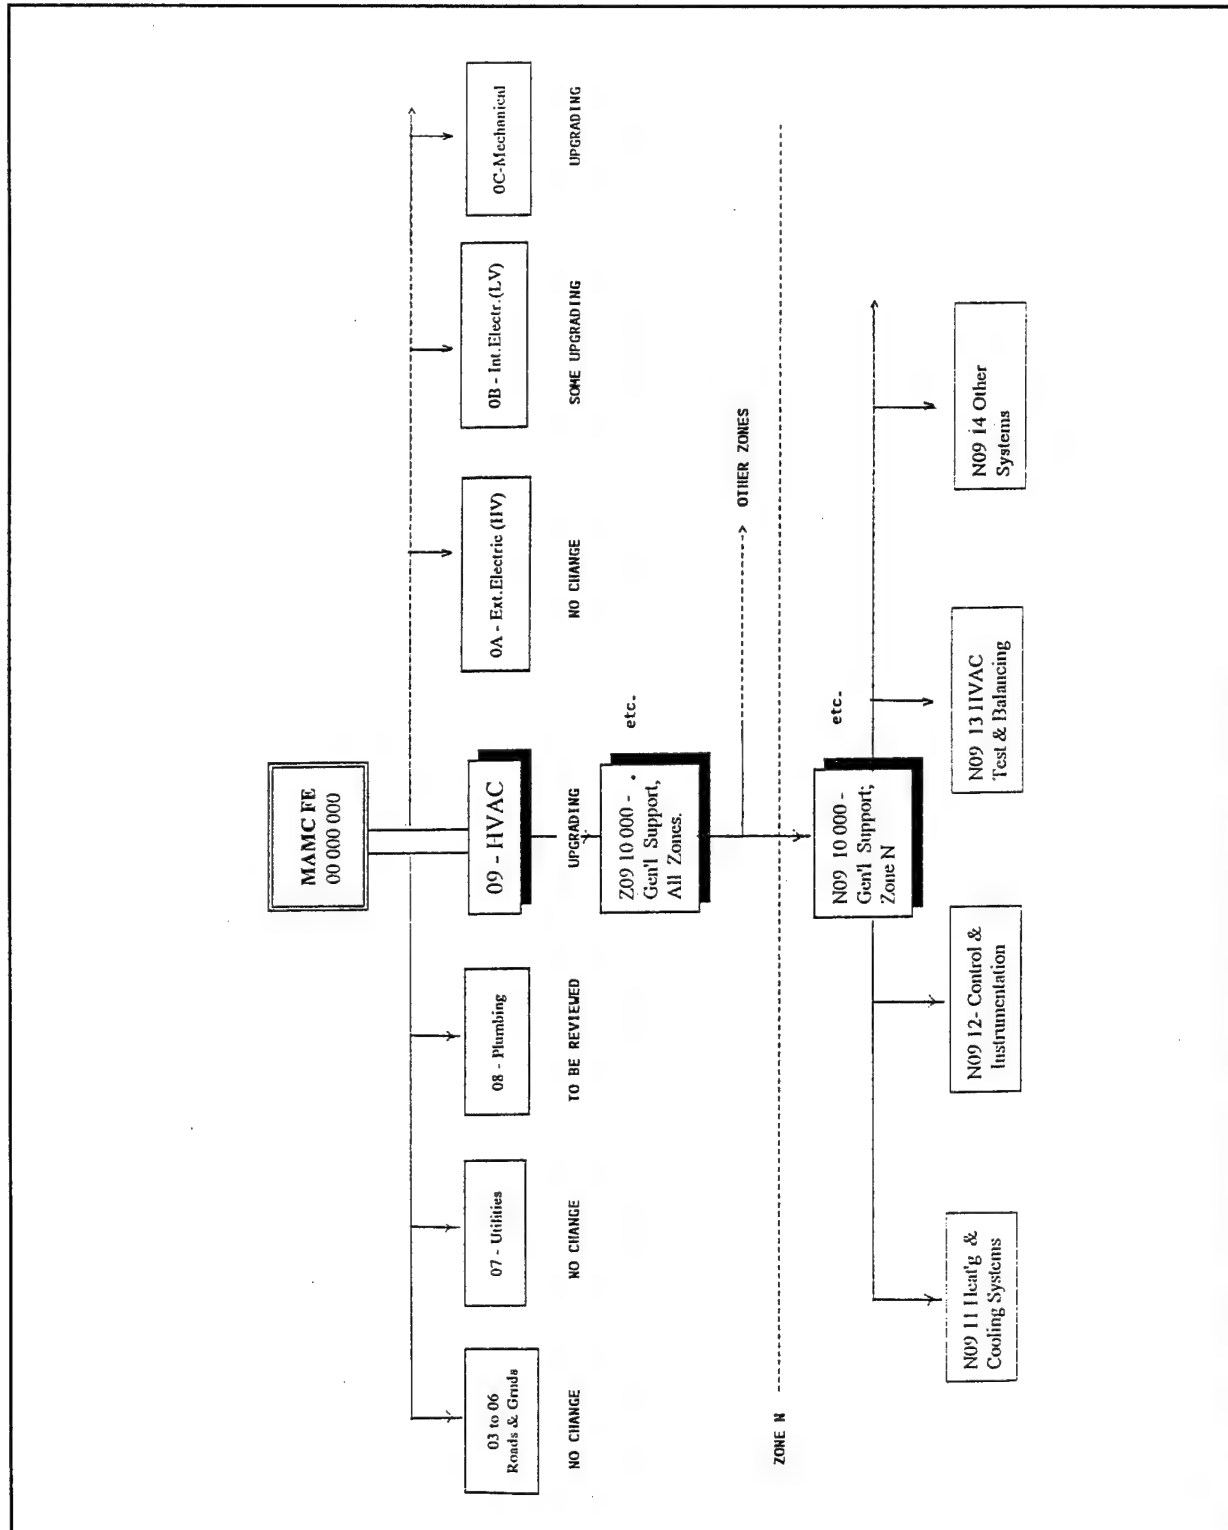 MAMC FE
00 000 000
03 to 06
Roads & Grnds
07 - Utilities
08 - Plumbing
09 - HVAC
0A - Ext.Electric (HV)
0B - Int.Electr.(LV)
0C-Mechanical
NO CHANGE
NO CHANGE
TO BE REVIEWED
UPGRADING
NO CHANGE
SOME UPGRADING
UPGRADING
Z09 10 000 - .
Gen'l Support,
All Zones.
etc.
OTHER ZONES
ZONE N
N09 10 000 -
Gen'l Support;
Zone N
etc.
N09 11 Heat'g &
Cooling Systems
N09 12- Control &
Instrumentation
N09 13 HVAC
Test & Balancing
N09 14 Other
Systems